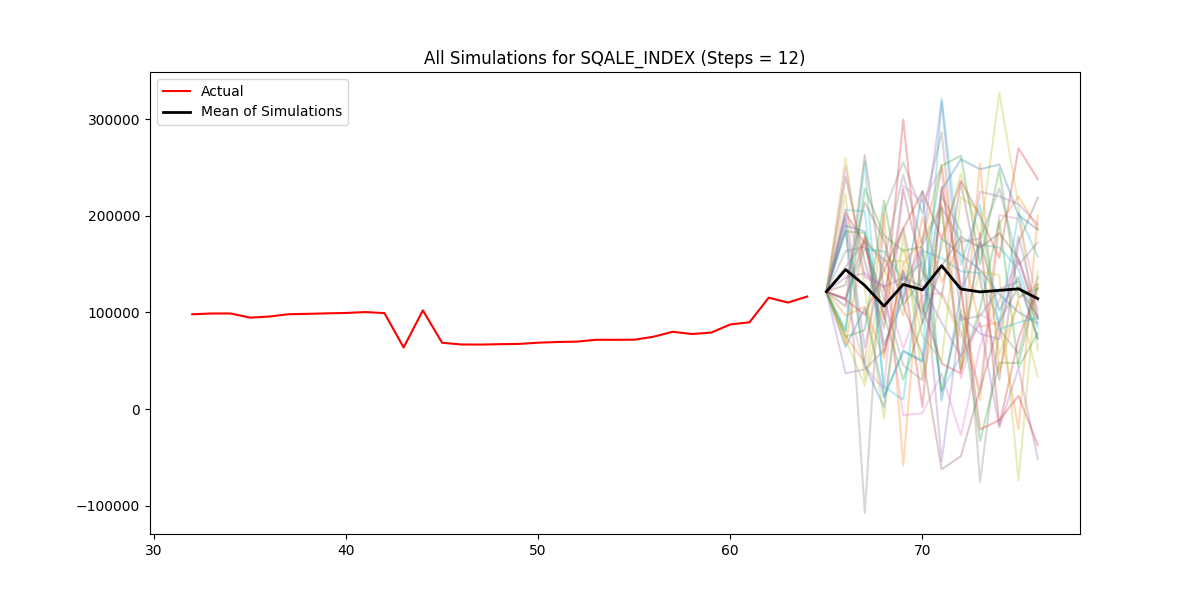 All Simulations for SQALE_INDEX (Steps = 12)
Actual
Mean of Simulations
300000
200000
100000
0
−100000
30 40 50 60 70